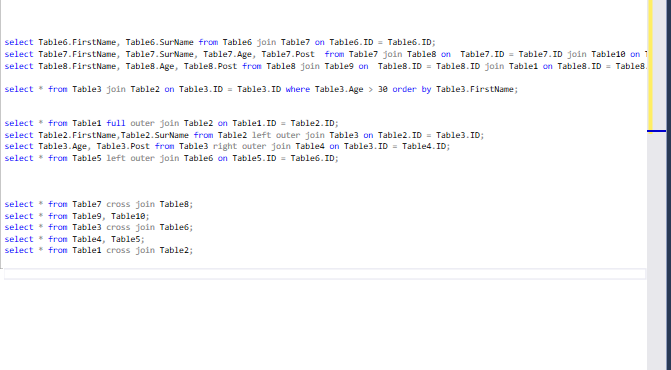 select Table6.FirstName, Table6.SurName from Table6 join Table7 on Table6.ID = Table6.ID;
select Table7.FirstName, Table7.SurName, Table7.Age, Table7.Post  from Table7 join Table8 on  Table7.ID = Table7.ID join Table10 on
select Table8.FirstName, Table8.Age, Table8.Post from Table8 join Table9 on  Table8.ID = Table8.ID join Table1 on Table8.ID = Table8.
select * from Table3 join Table2 on Table3.ID = Table3.ID where Table3.Age > 30 order by Table3.FirstName;
select * from Table1 full outer join Table2 on Table1.ID = Table2.ID;
select Table2.FirstName,Table2.SurName from Table2 left outer join Table3 on Table2.ID = Table3.ID;
select Table3.Age, Table3.Post from Table3 right outer join Table4 on Table3.ID = Table4.ID;
select * from Table5 left outer join Table6 on Table5.ID = Table6.ID;
select * from Table7 cross join Table8;
select * from Table9, Table10;
select * from Table3 cross join Table6;
select * from Table4, Table5;
select * from Table1 cross join Table2;